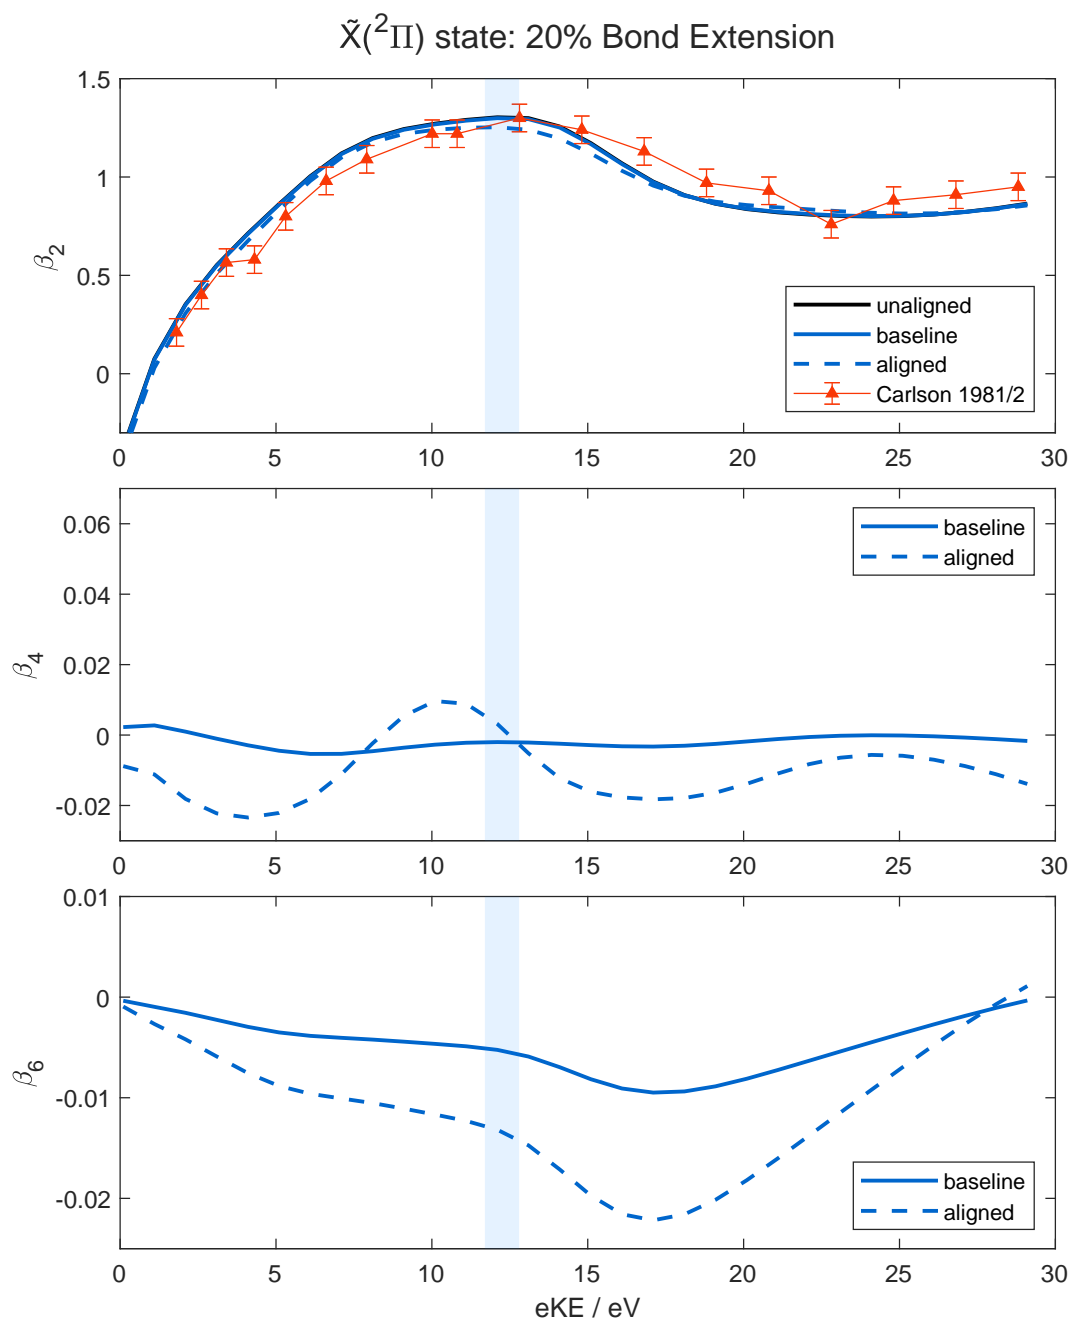 X̃(²Π) state: 20% Bond Extension
1.5
1
0.5
0
β₂
unaligned
baseline
aligned
Carlson 1981/2
0 5 10 15 20 25 30
0.06
0.04
0.02
0
-0.02
β₄
baseline
aligned
0 5 10 15 20 25 30
0.01
0
-0.01
-0.02
β₆
baseline
aligned
0 5 10 15 20 25 30
eKE / eV